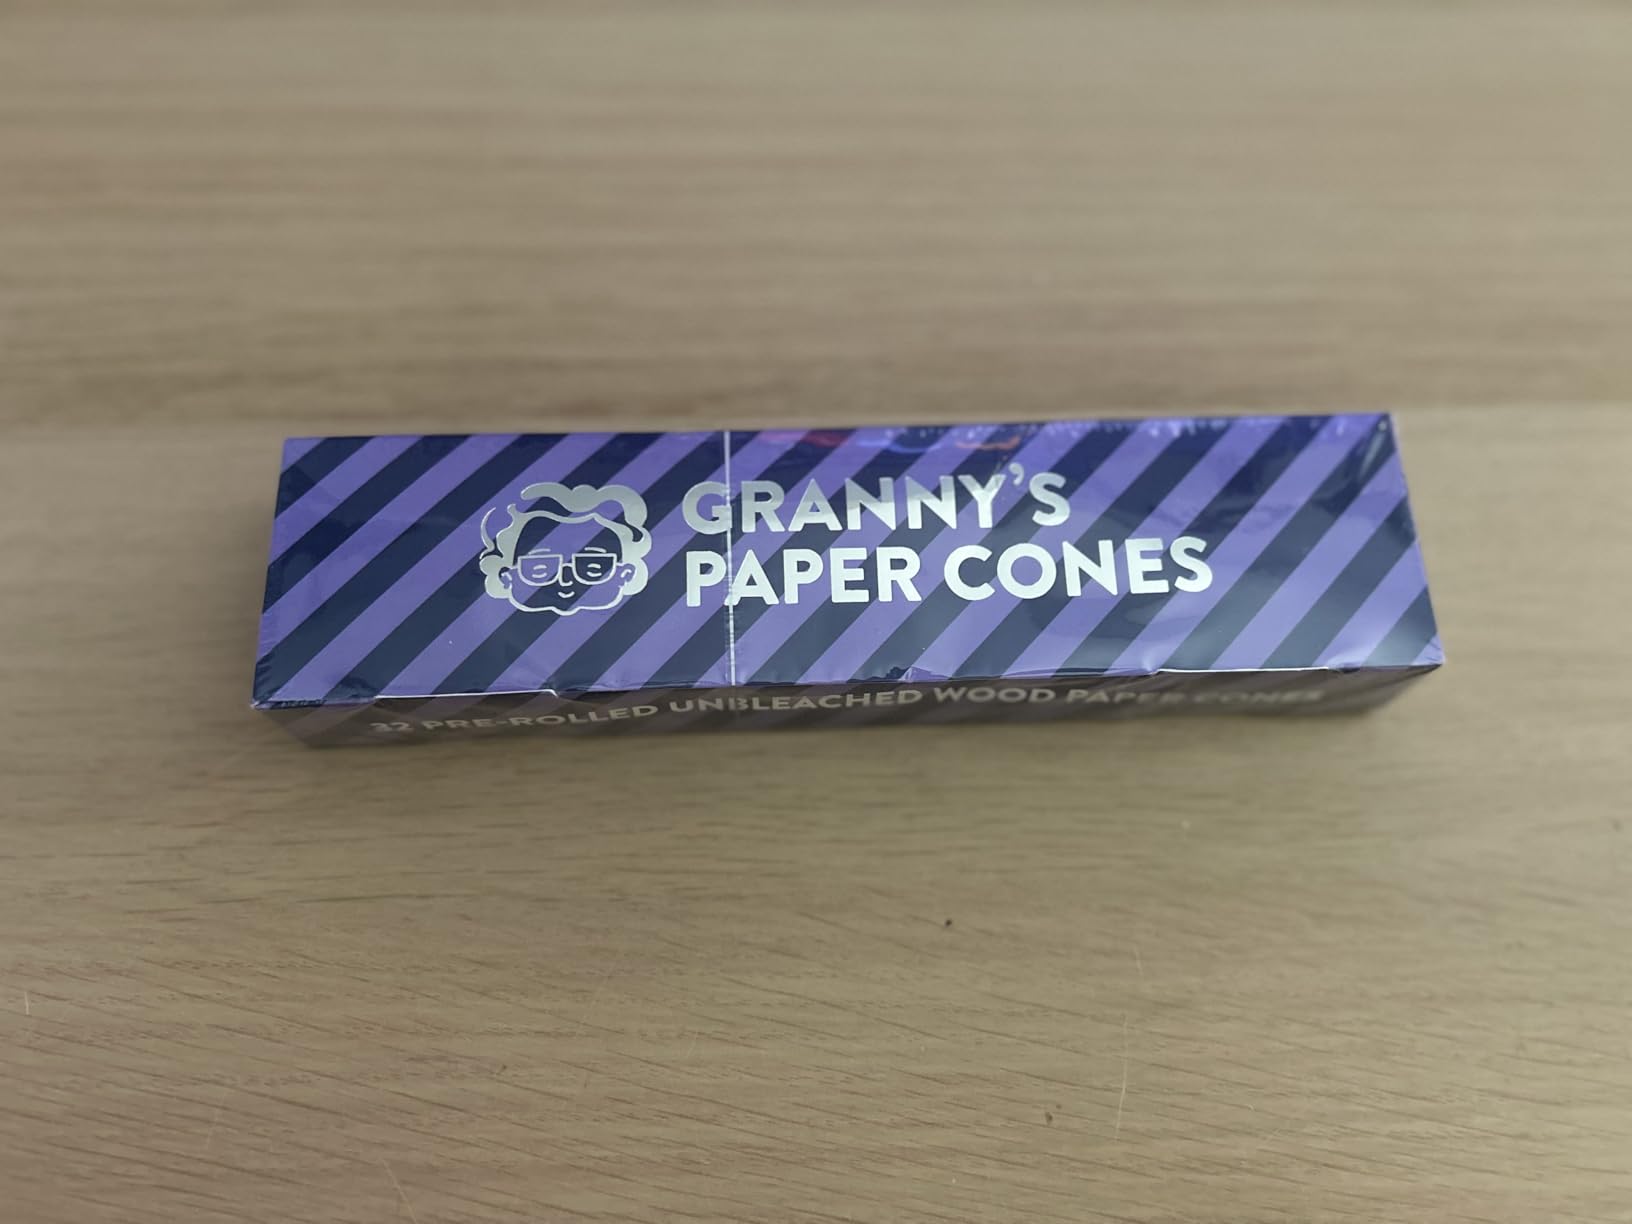 GRANNY'S
PAPER CONES
32 PRE-ROLLED UNBLEACHED WOOD PAPER CONES